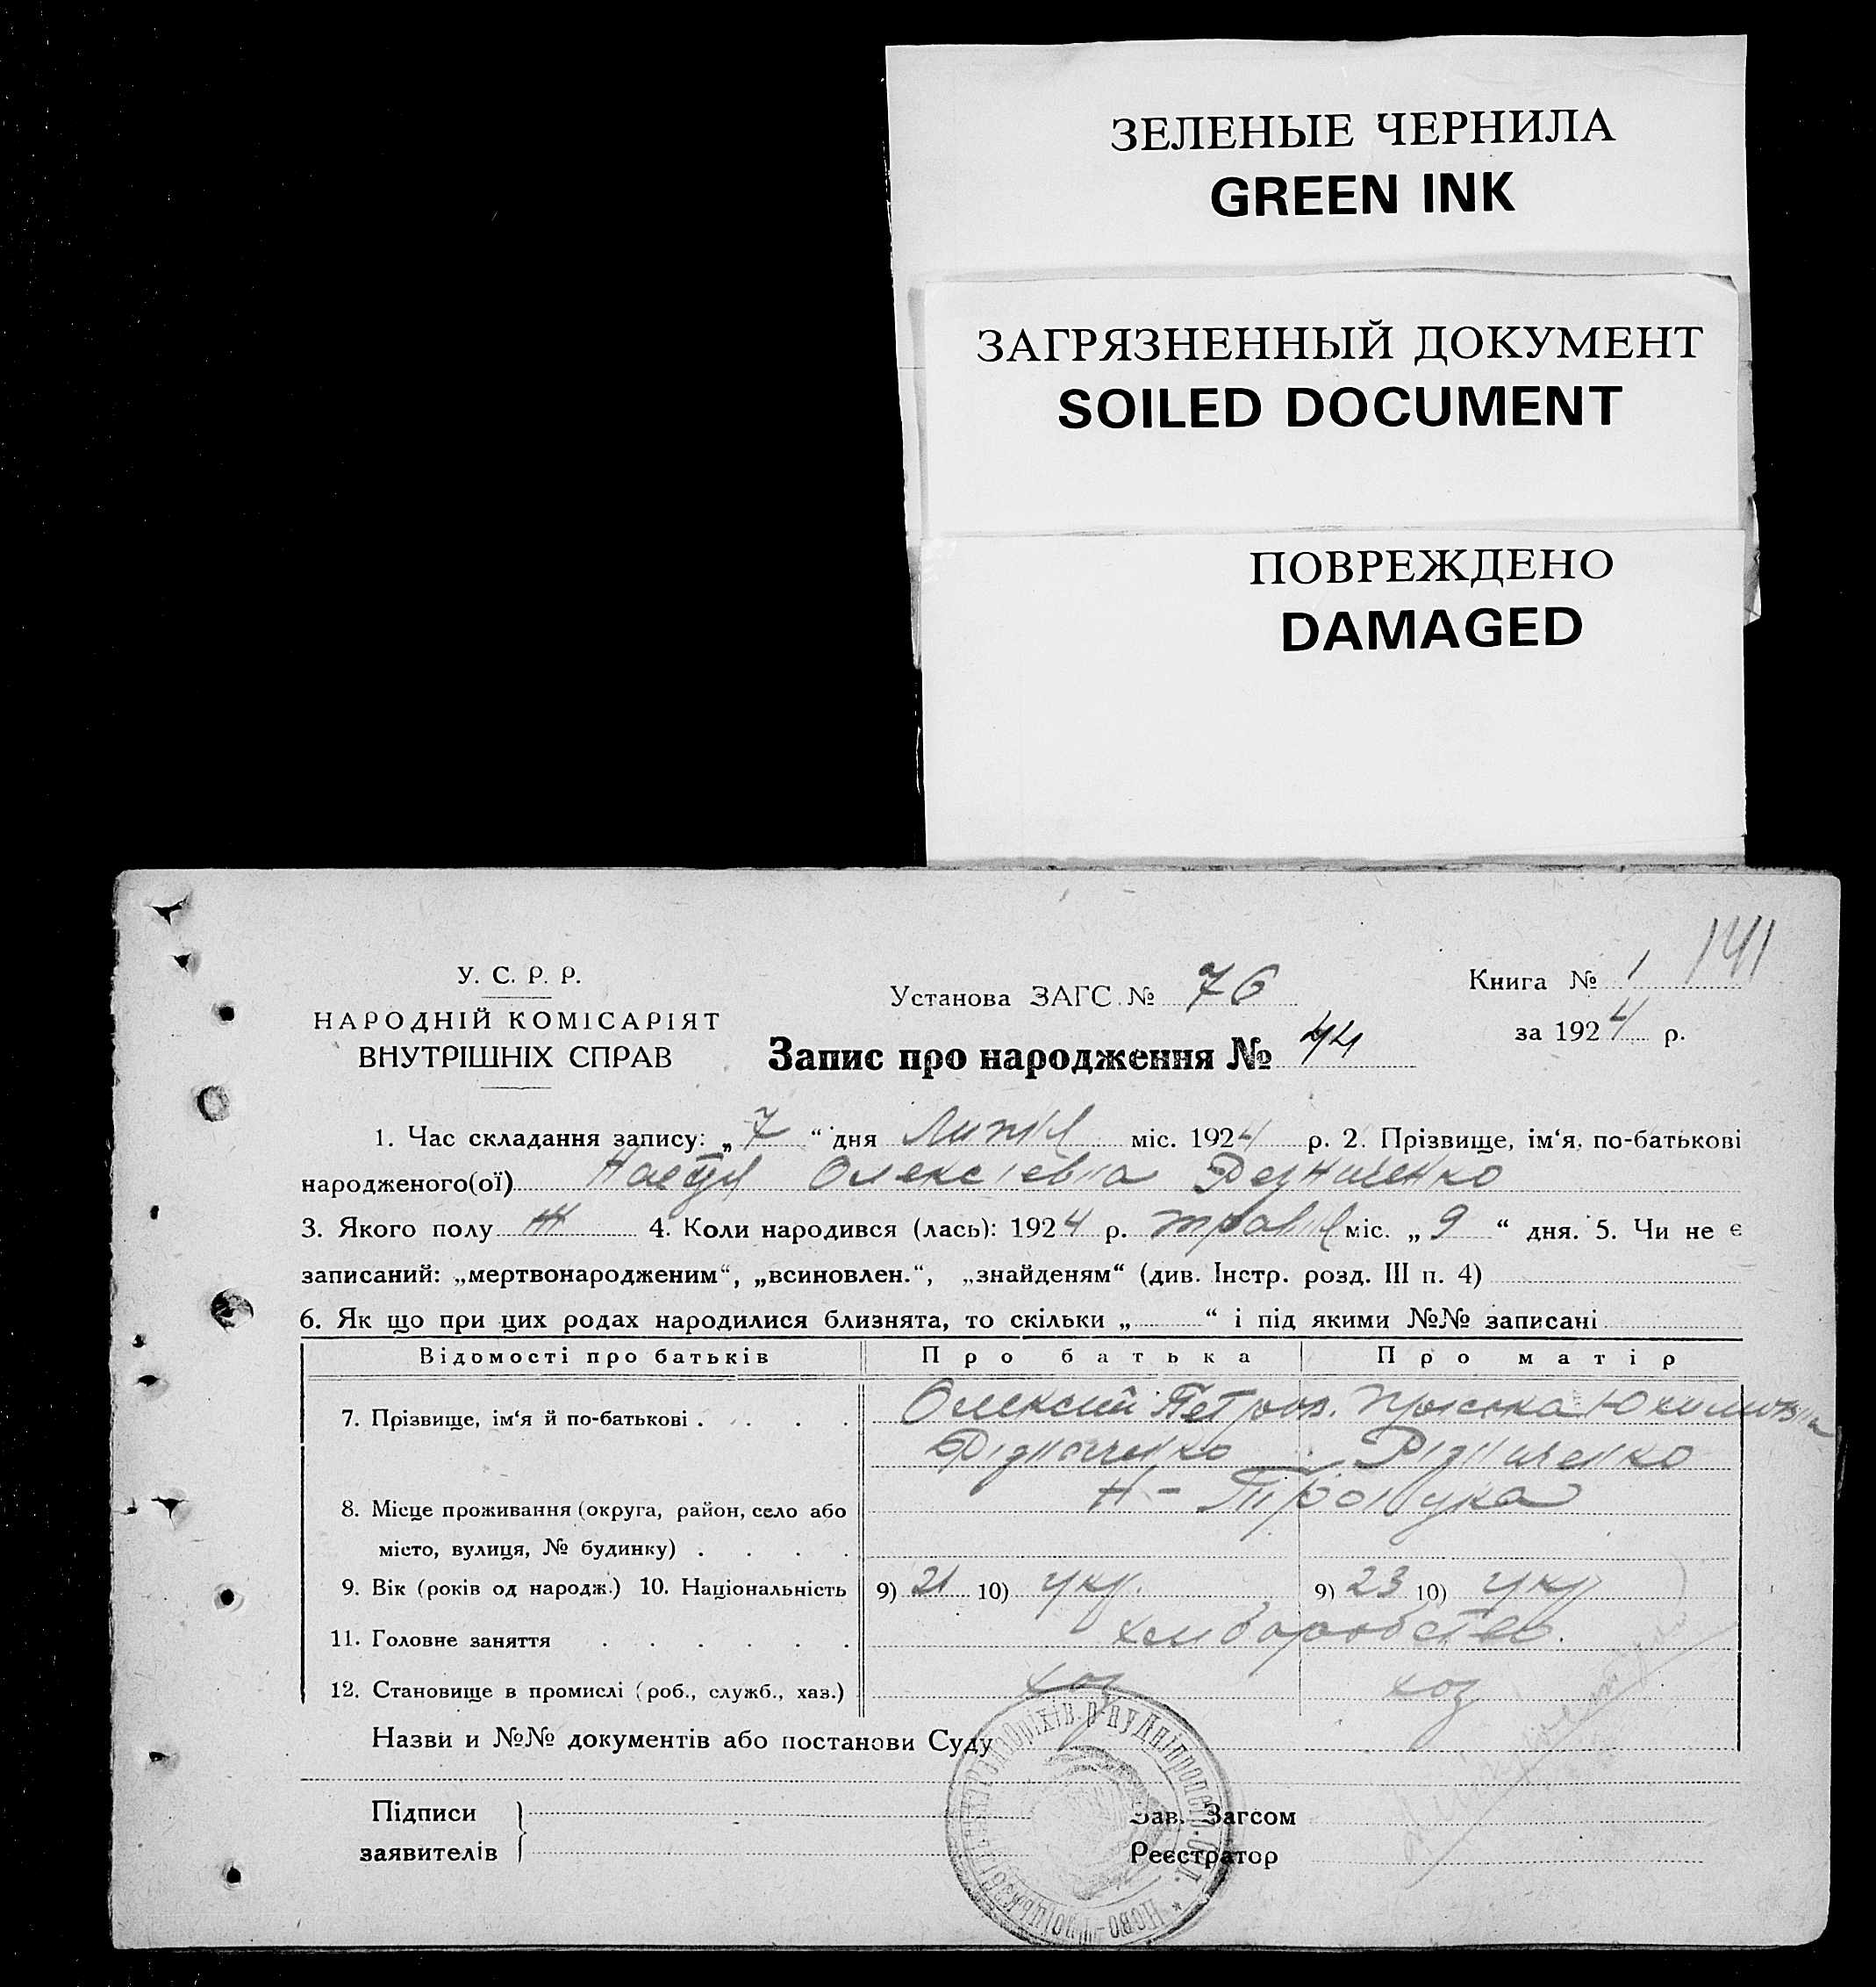 ЗЕЛЕНЫЕ ЧЕРНИЛА
GREEN INK
ЗАГРЯЗНЕННЫЙ ДОКУМЕНТ
SOILED DOCUMENT
ПОВРЕЖДЕНО
DAMAGED
141
У. С. Р. Р.
НАРОДНІЙ КОМІСАРІЯТ
ВНУТРІШНІХ СПРАВ
Установа ЗАГС № 76
Запис про народження № 44
Книга № 1
за 1924 р.
1. Час складання запису: „7“ дня міс. 1924 р. 2. Прізвище, ім‘я, по-батькові
народженого(ої) Настя Олексієвна
3. Якого полу Ж 4. Коли народився (лась): 1924 р. травня міс. „9“ дня. 5. Чи не є
записаний: „мертвонародженим“, „всиновлен.“, „знайденям“ (див. Інстр. розд. III п. 4)
6. Як що при цих родах народилися близнята, то скільки „ “ і під якими №№ записані
Відомості про батьків Про батька Про матір
7. Прізвище, ім‘я й по-батькові . . . . Олексий Петров.
Рідниченко Рідниченко
8. Місце проживання (округа, район, село або
місто, вулиця, № будинку) . . . .
9. Вік (років од народж.) 10. Національність 9) 21 10) укр. 9) 23 10) укр
11. Головне заняття . . . . . . хліборобство.
12. Становище в промислі (роб., служб., хаз.) хоз хоз
Назви и №№ документів або постанови Суду
Підписи
заявителів
Зав. Загсом
Реєстратор